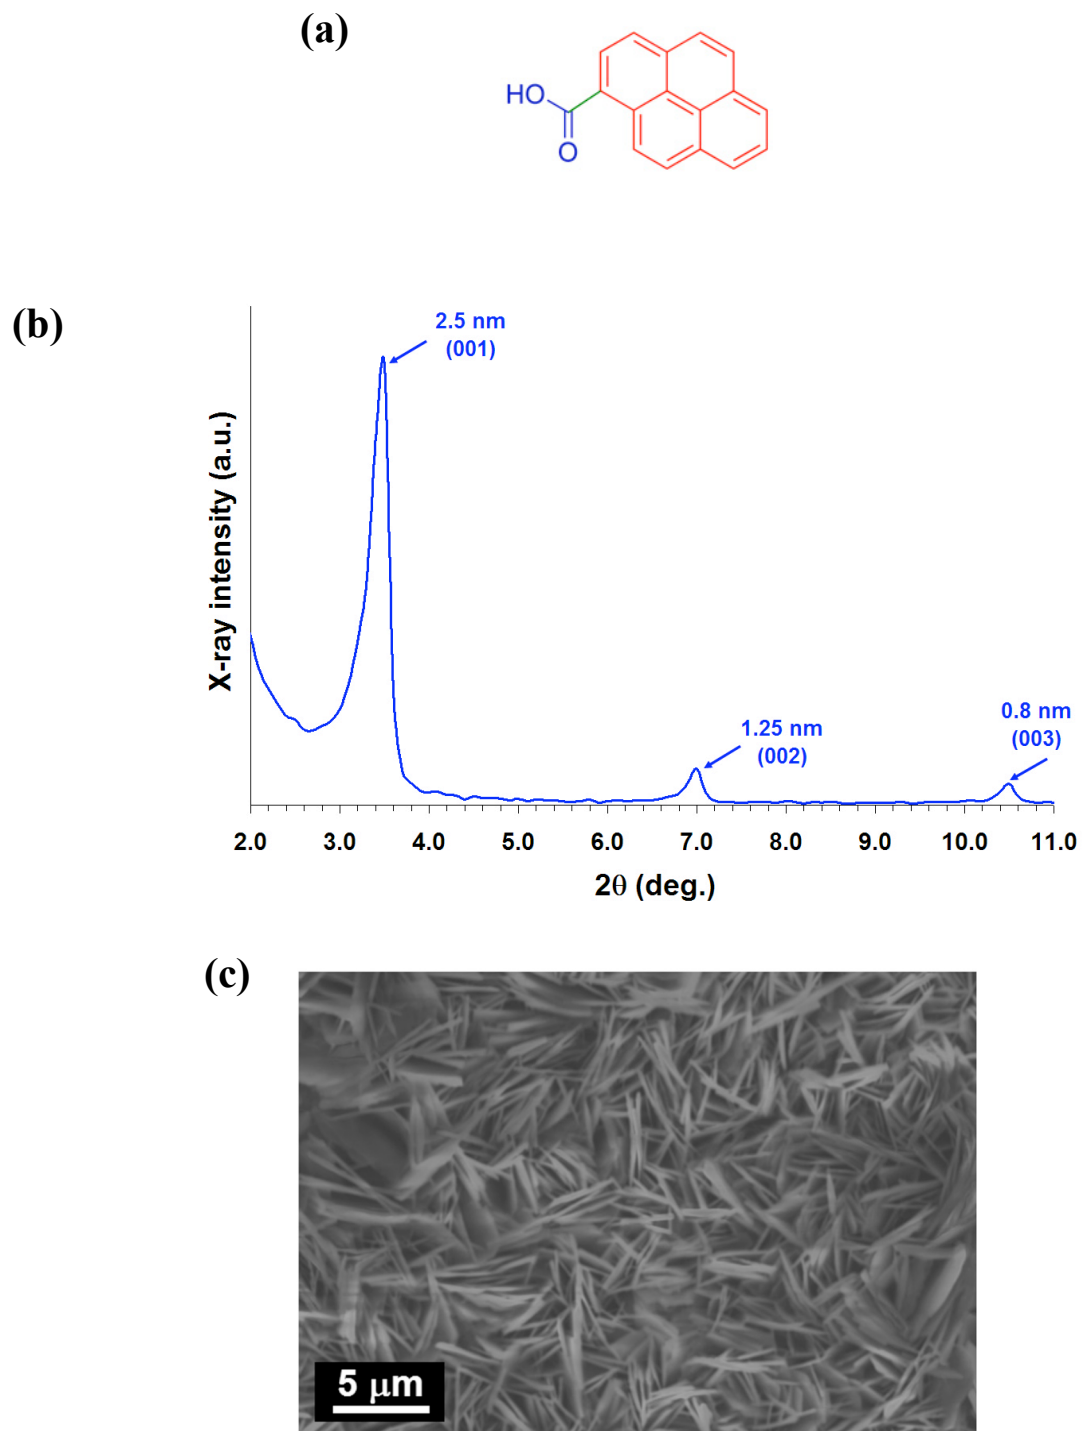 (a)
HO
O
(b)
2.5 nm
(001)
1.25 nm
(002)
0.8 nm
(003)
X-ray intensity (a.u.)
2.0 3.0 4.0 5.0 6.0 7.0 8.0 9.0 10.0 11.0
2θ (deg.)
(c)
5 μm